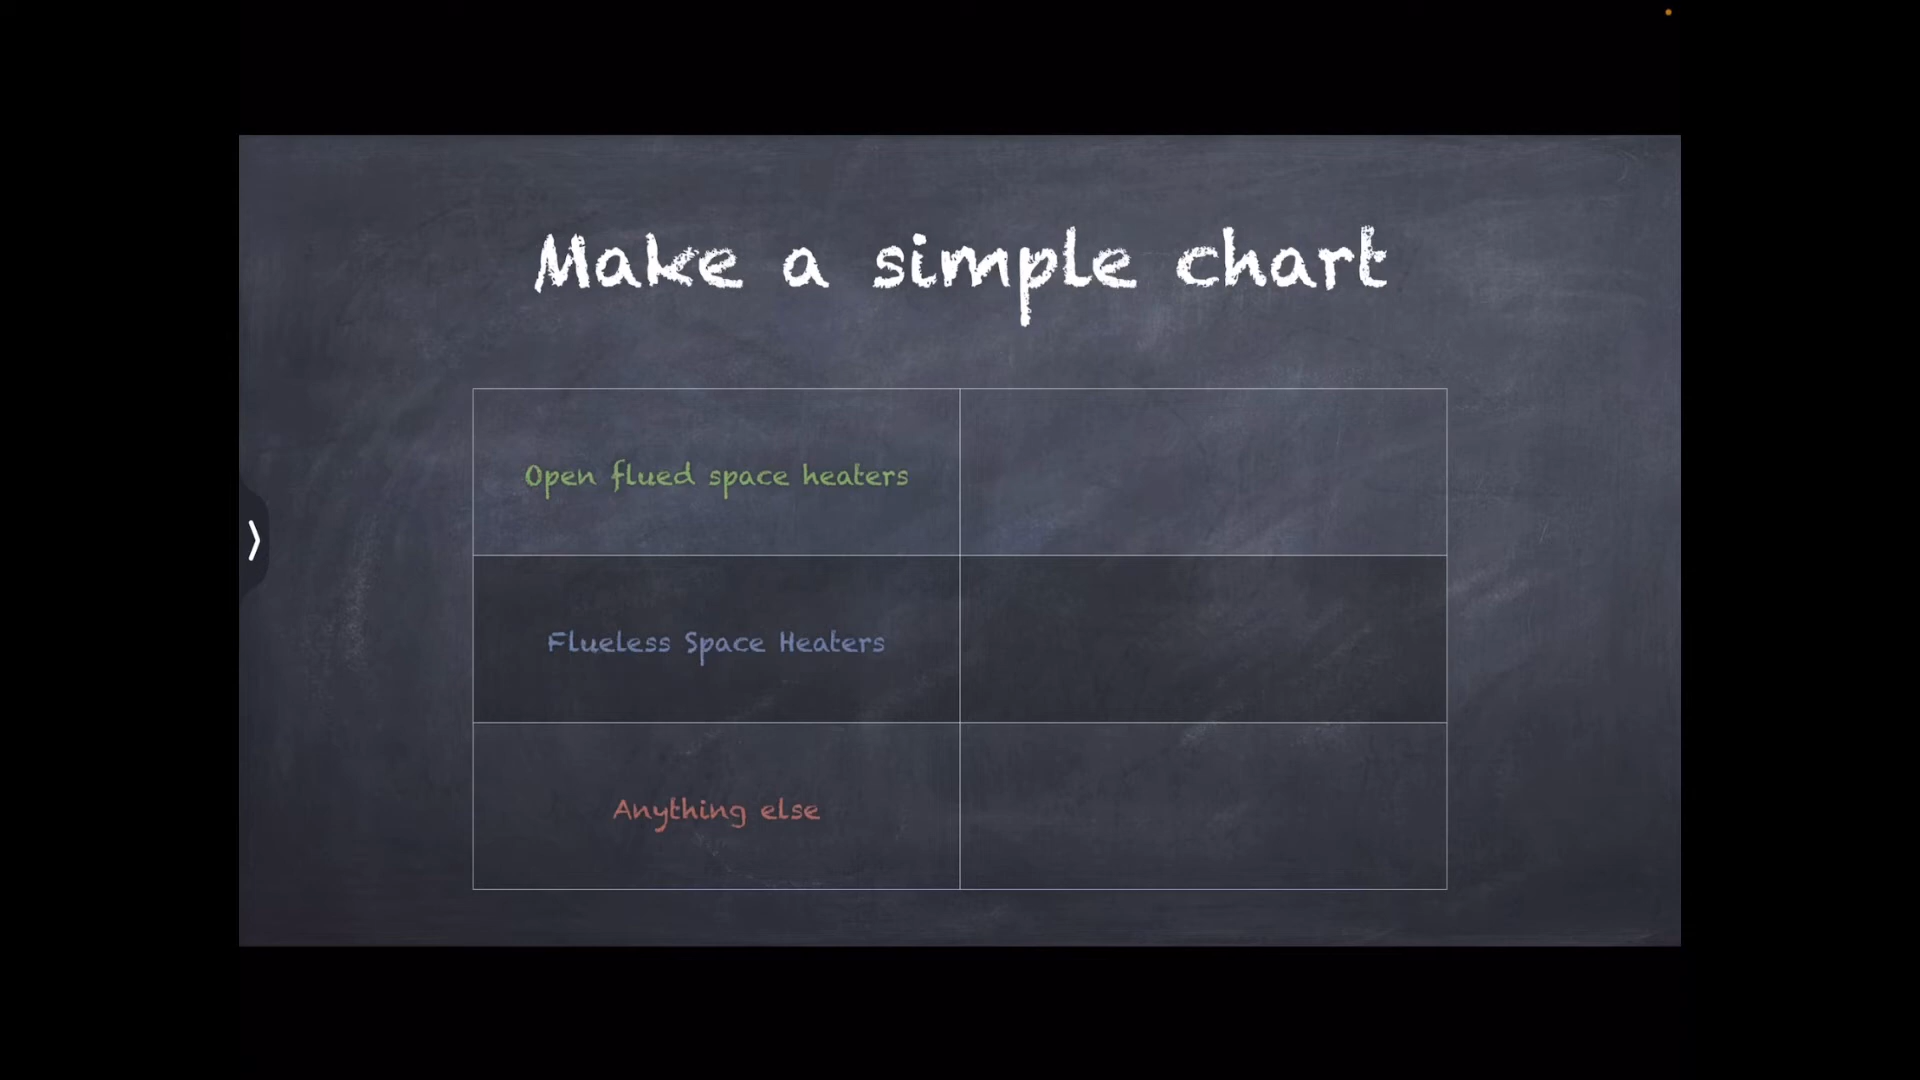 Make a simple chart
Open flued space heaters
Flueless Space Heaters
Anything else